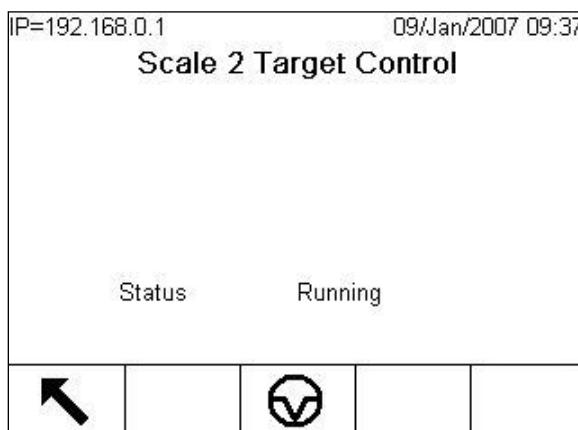 IP=192.168.0.1 09/Jan/2007 09:37
Scale 2 Target Control
Status Running